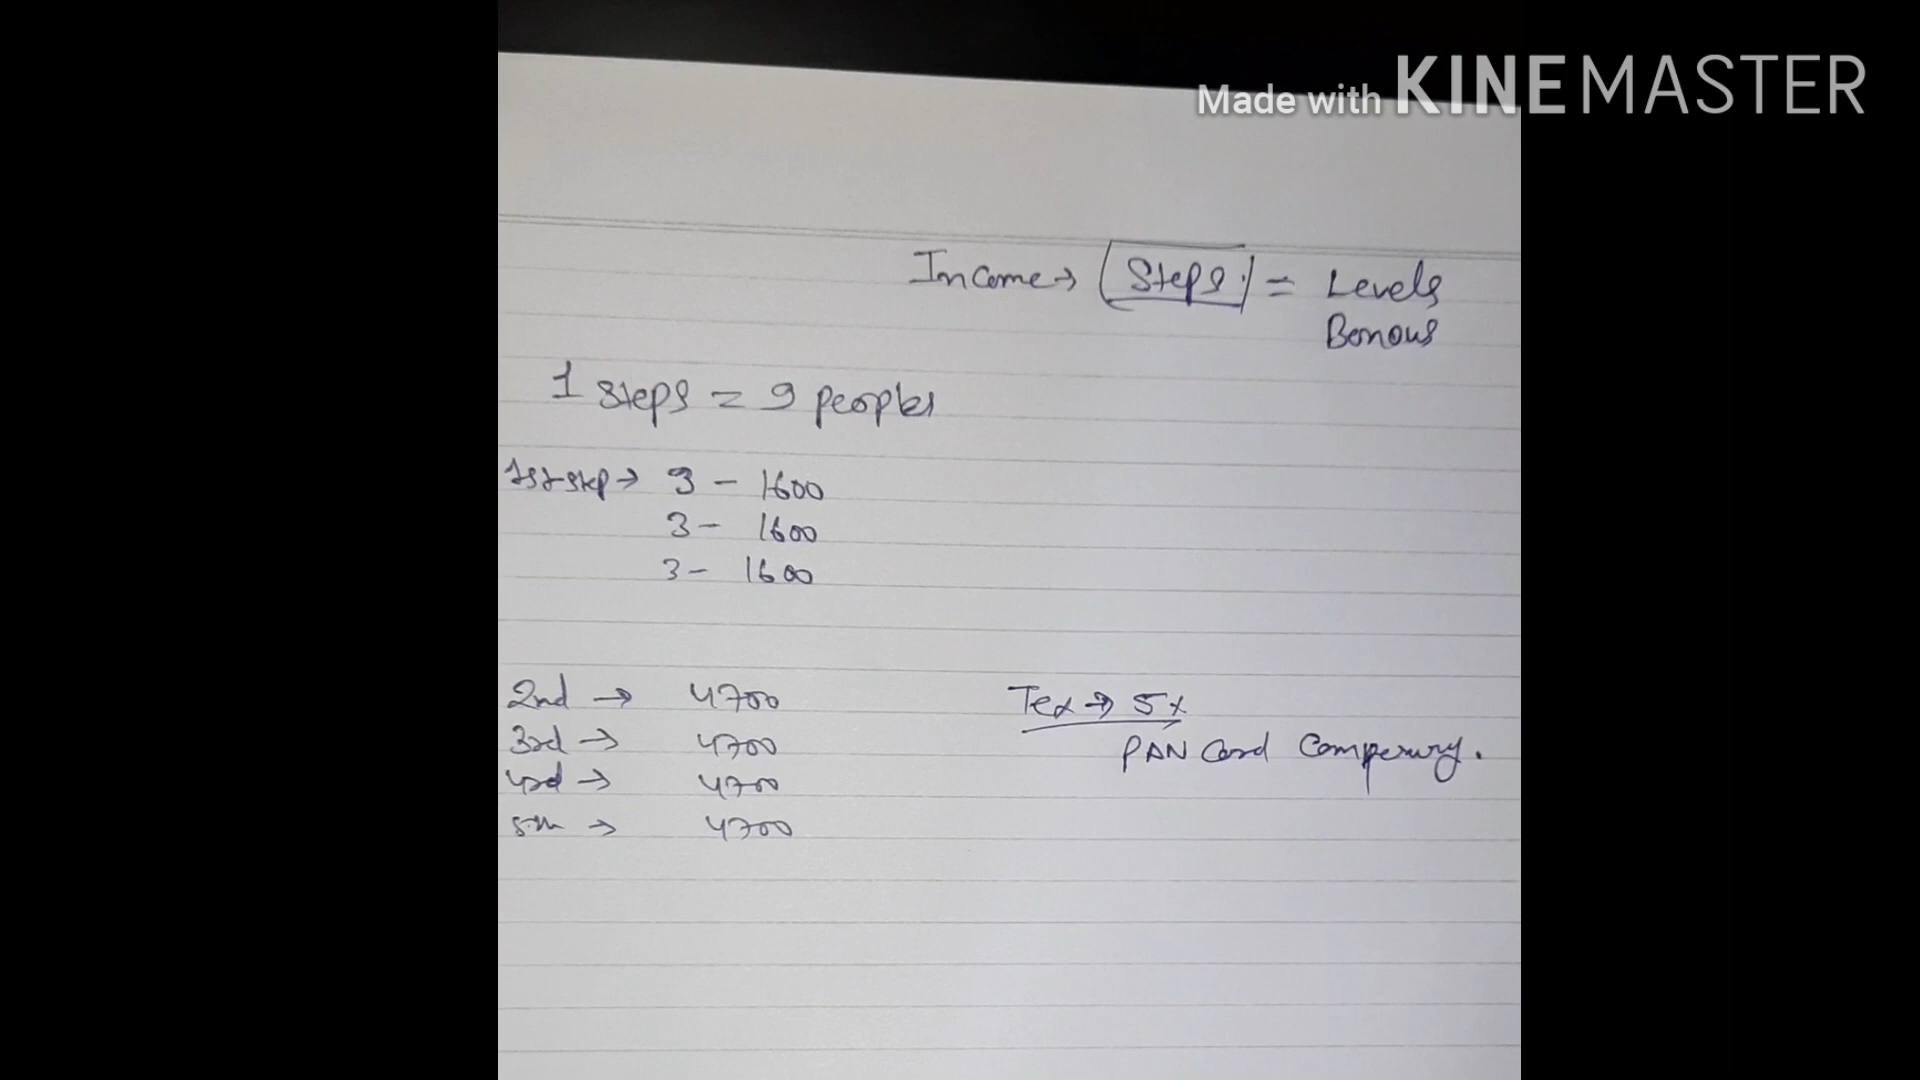 Made with KINEMASTER
Income → Steps. = Levels
Bonous
1 steps = 9 peoples
1st step → 3 - 1600
3 - 1600
3 - 1600
2nd → 4700
3rd → 4700
4rd → 4700
5th → 4700
Tex → 5%
PAN Card